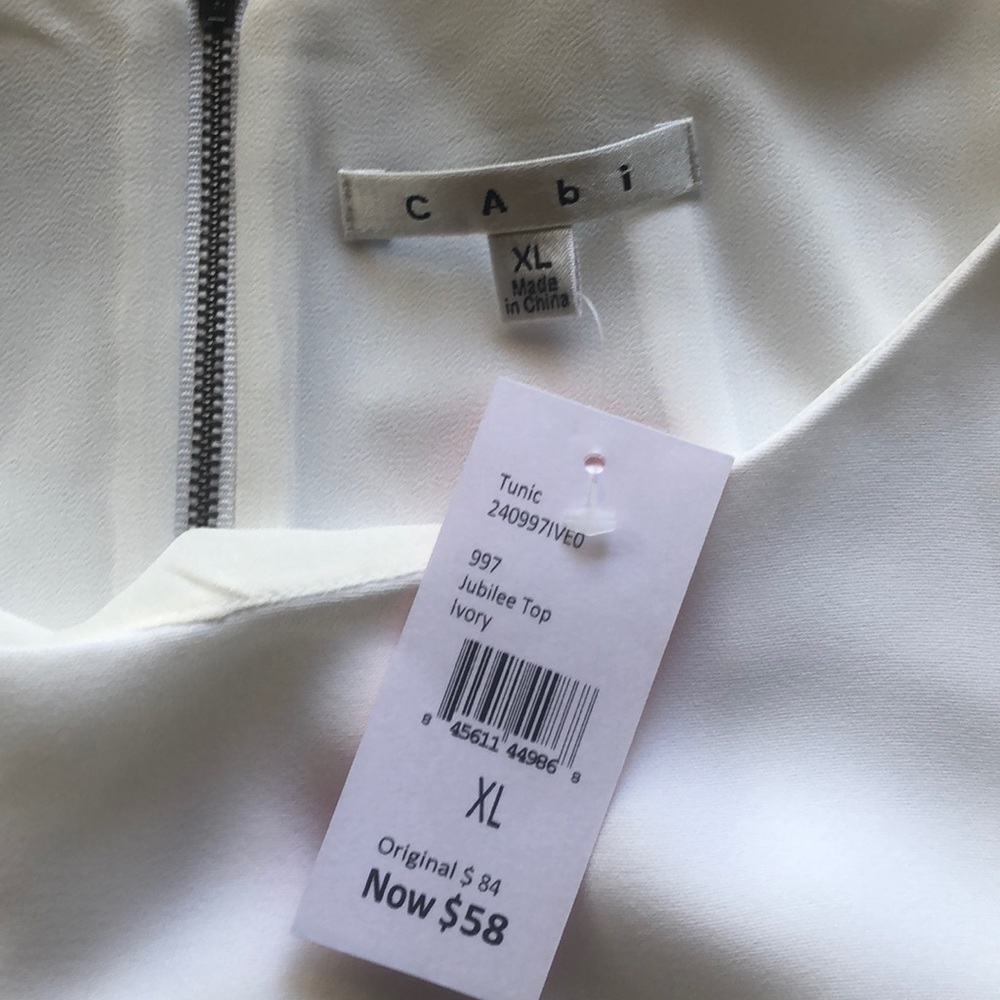 C A b i
XL
Made
in China
Tunic
240997IVE0
997
Jubilee Top
Ivory
8 45611 44986 8
XL
Original $ 84
Now $58